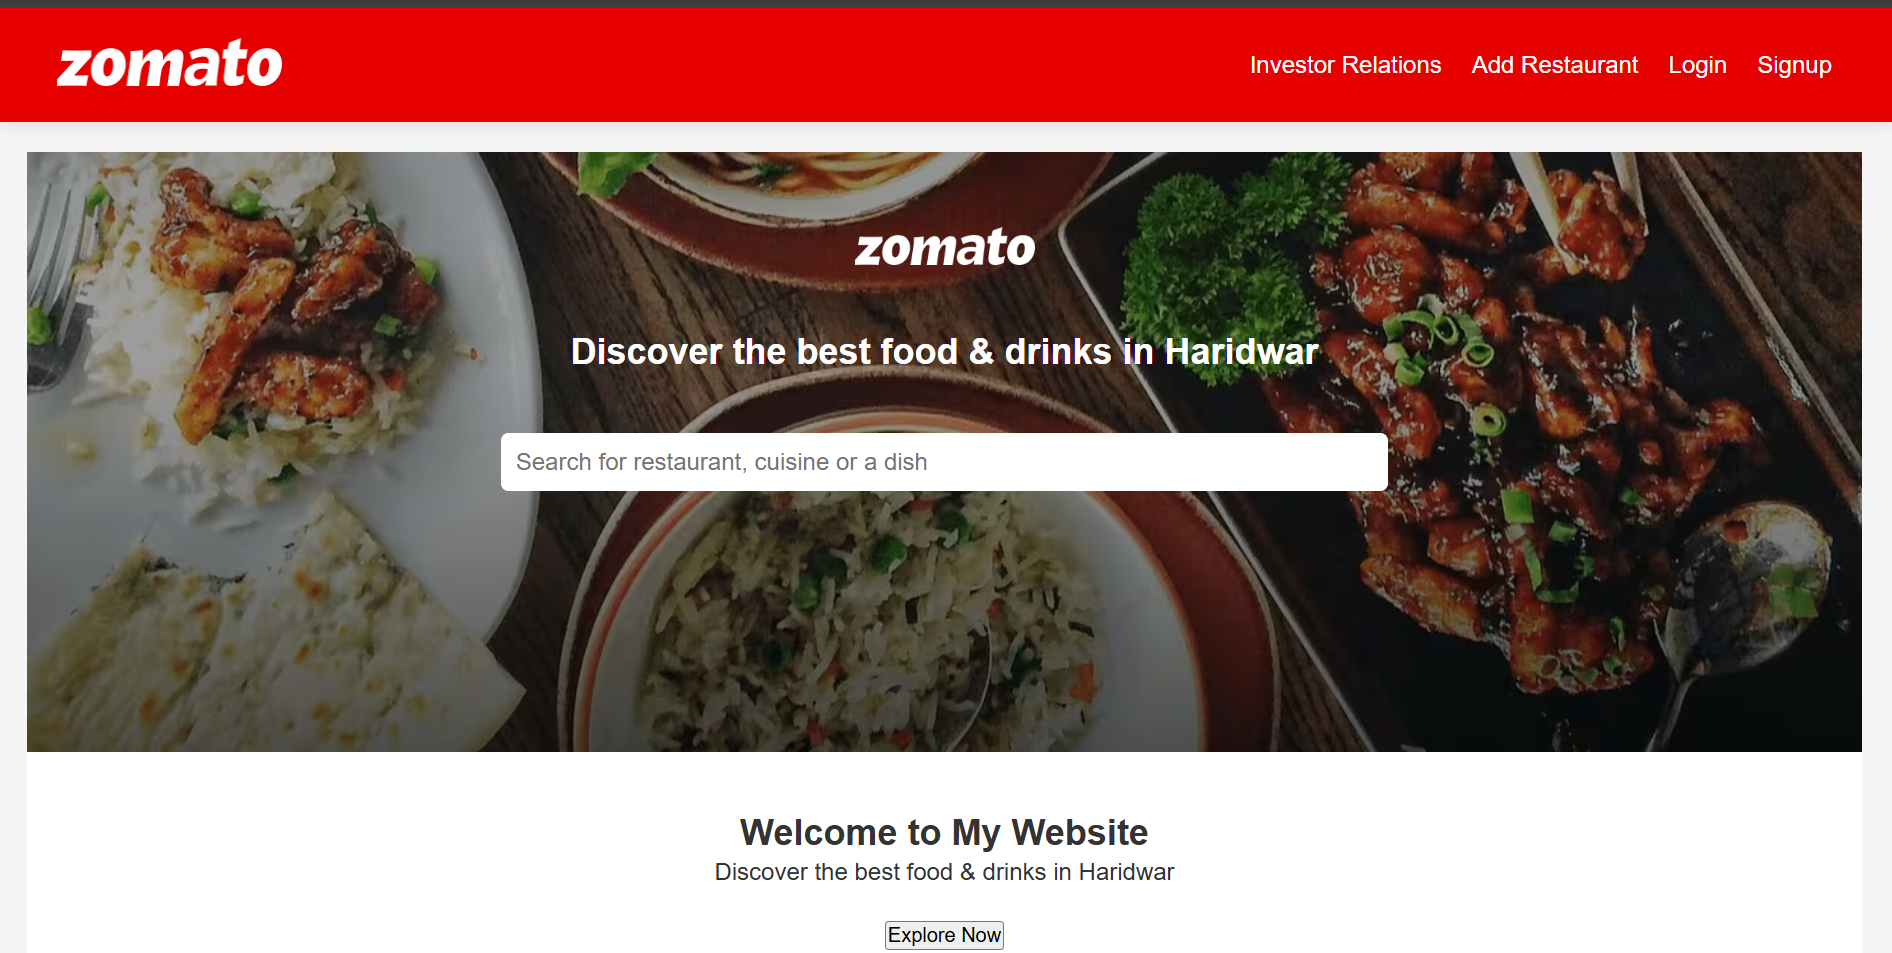 zomato
Investor Relations Add Restaurant Login Signup
zomato
Discover the best food & drinks in Haridwar
Search for restaurant, cuisine or a dish
Welcome to My Website
Discover the best food & drinks in Haridwar
Explore Now